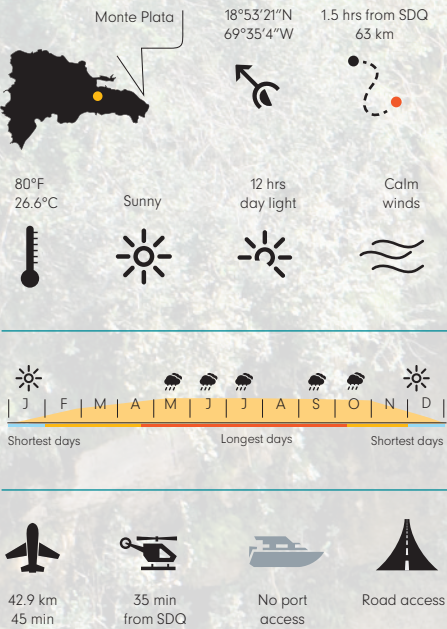 Monte Plata
18°53'21"N
69°35'4"W
1.5 hrs from SDQ
63 km
80°F
26.6°C
Sunny
12 hrs
day light
Calm
winds
J F M A M J J A S O N D
Shortest days
Longest days
Shortest days
42.9 km
45 min
35 min
from SDQ
No port
access
Road access